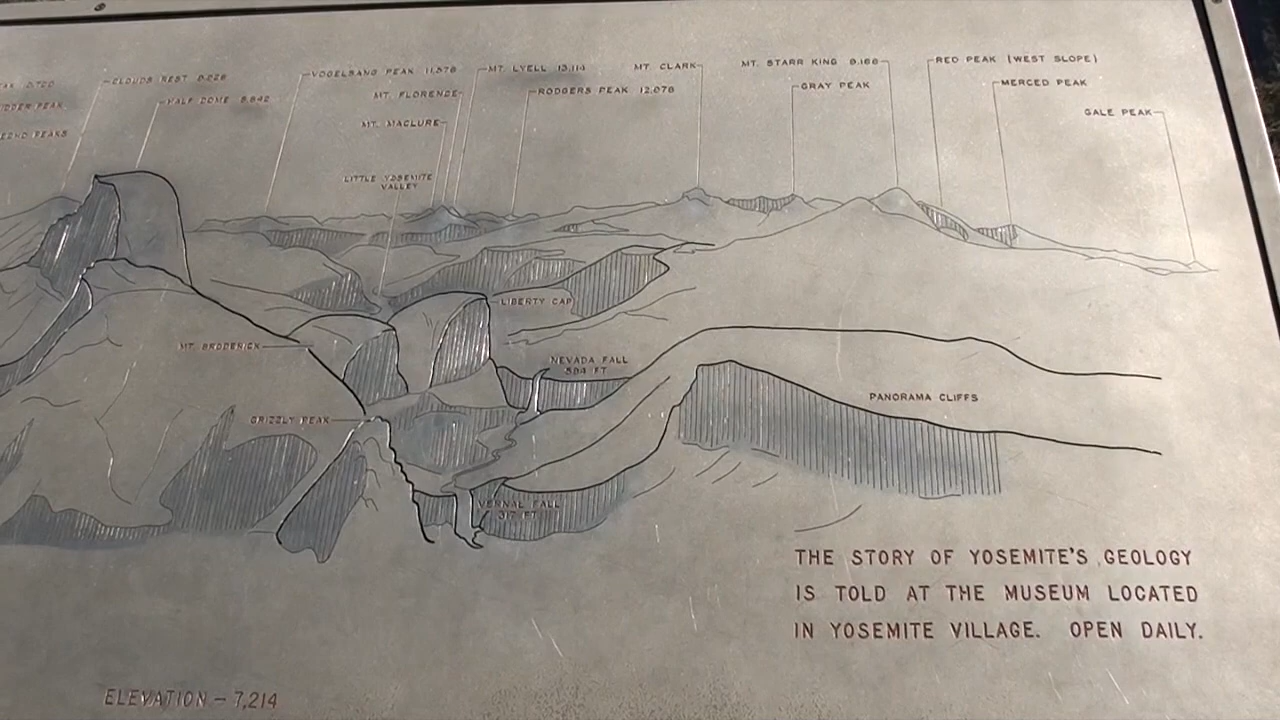 CLOUDS REST 9,926
HALF DOME 8,842
VOGELSANG PEAK 11,576
MT. FLORENCE
MT. MACLURE
LITTLE YOSEMITE
VALLEY
MT. LYELL 13,114
RODGERS PEAK 12,978
MT. CLARK
MT. STARR KING 9,166
GRAY PEAK
RED PEAK (WEST SLOPE)
MERCED PEAK
GALE PEAK
LIBERTY CAP
MT. BRODERICK
NEVADA FALL
594 FT.
PANORAMA CLIFFS
GRIZZLY PEAK
VERNAL FALL
317 FT.
THE STORY OF YOSEMITE'S GEOLOGY
IS TOLD AT THE MUSEUM LOCATED
IN YOSEMITE VILLAGE. OPEN DAILY.
ELEVATION - 7,214